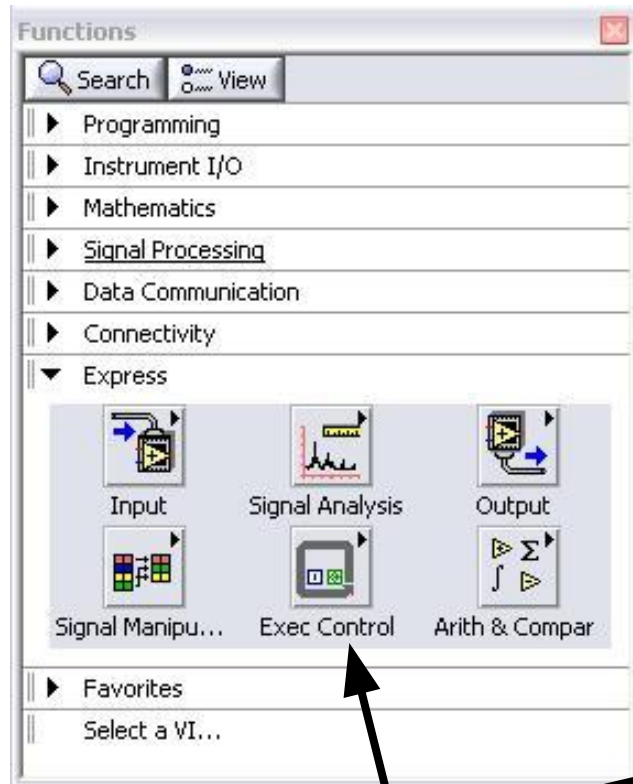 Functions
Search View
Programming
Instrument I/O
Mathematics
Signal Processing
Data Communication
Connectivity
Express
Input Signal Analysis Output
Signal Manipu... Exec Control Arith & Compar
Favorites
Select a VI...